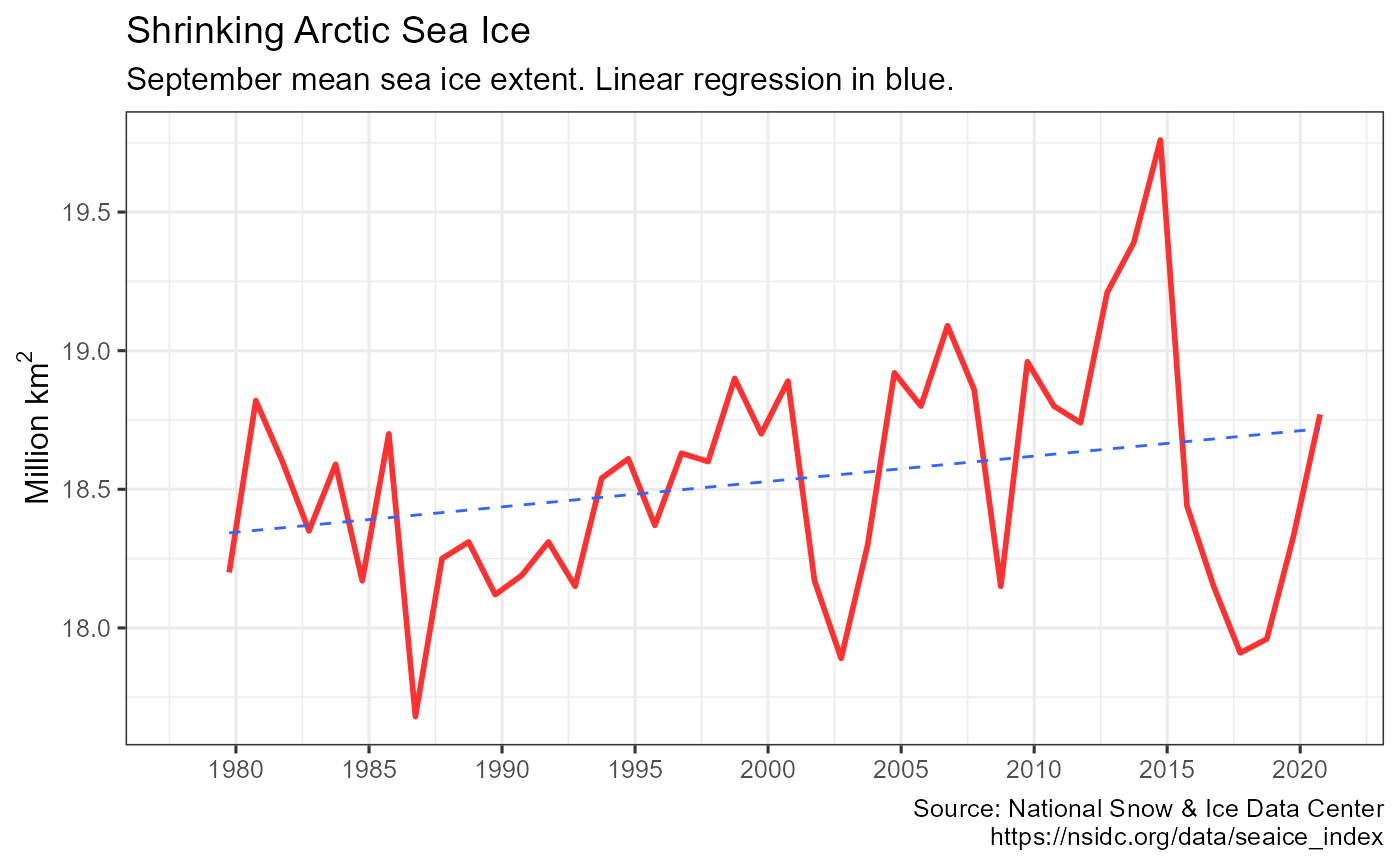 Shrinking Arctic Sea Ice
September mean sea ice extent. Linear regression in blue.
Million km²
19.5
19.0
18.5
18.0
1980 1985 1990 1995 2000 2005 2010 2015 2020
Source: National Snow & Ice Data Center
https://nsidc.org/data/seaice_index